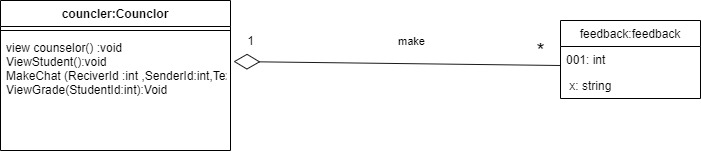 councler:Counclor
view counselor() :void
ViewStudent():void
MakeChat (ReciverId :int ,SenderId:int,Te
ViewGrade(StudentId:int):Void
1
make
*
feedback:feedback
001: int
x: string